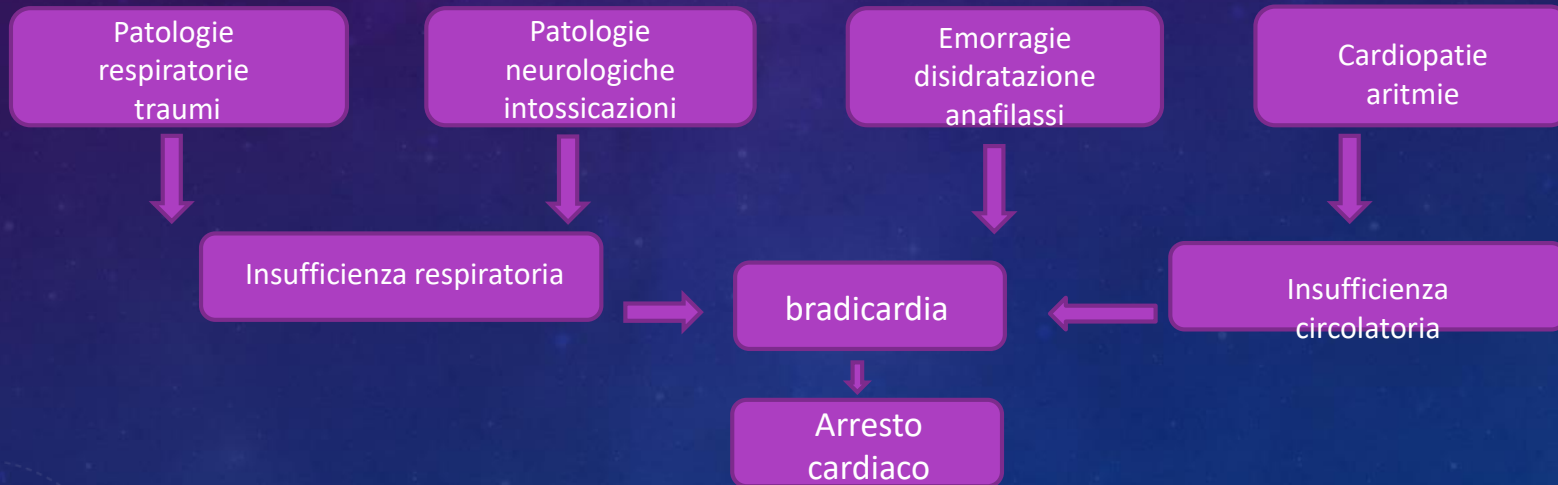 Patologie
respiratorie
traumi
Patologie
neurologiche
intossicazioni
Emorragie
disidratazione
anafilassi
Cardiopatie
aritmie
Insufficienza respiratoria
bradicardia
Insufficienza
circolatoria
Arresto
cardiaco